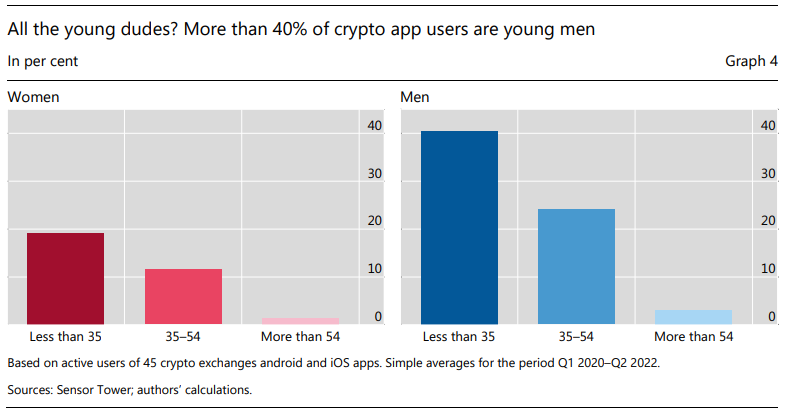 All the young dudes? More than 40% of crypto app users are young men
In per cent
Graph 4
Women
40
30
20
10
0
Less than 35
35–54
More than 54
Men
40
30
20
10
0
Less than 35
35–54
More than 54
Based on active users of 45 crypto exchanges android and iOS apps. Simple averages for the period Q1 2020–Q2 2022.
Sources: Sensor Tower; authors’ calculations.